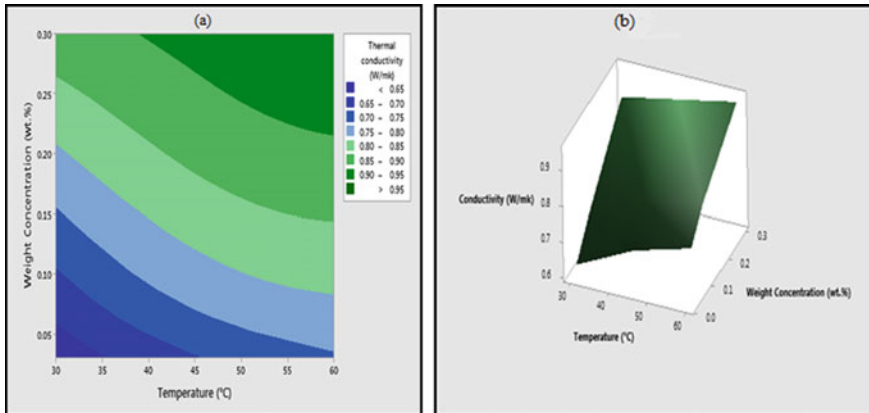 (a)
0.30
0.25
0.20
0.15
0.10
0.05
Weight Concentration (wt.%)
30 35 40 45 50 55 60
Temperature (°C)
Thermal
conductivity
(W/mk)
< 0.65
0.65 – 0.70
0.70 – 0.75
0.75 – 0.80
0.80 – 0.85
0.85 – 0.90
0.90 – 0.95
> 0.95
(b)
0.9
0.8
0.7
0.6
Conductivity (W/mk)
30
40
50
60
Temperature (°C)
0.3
0.2
0.1
0.0
Weight Concentration (wt.%)